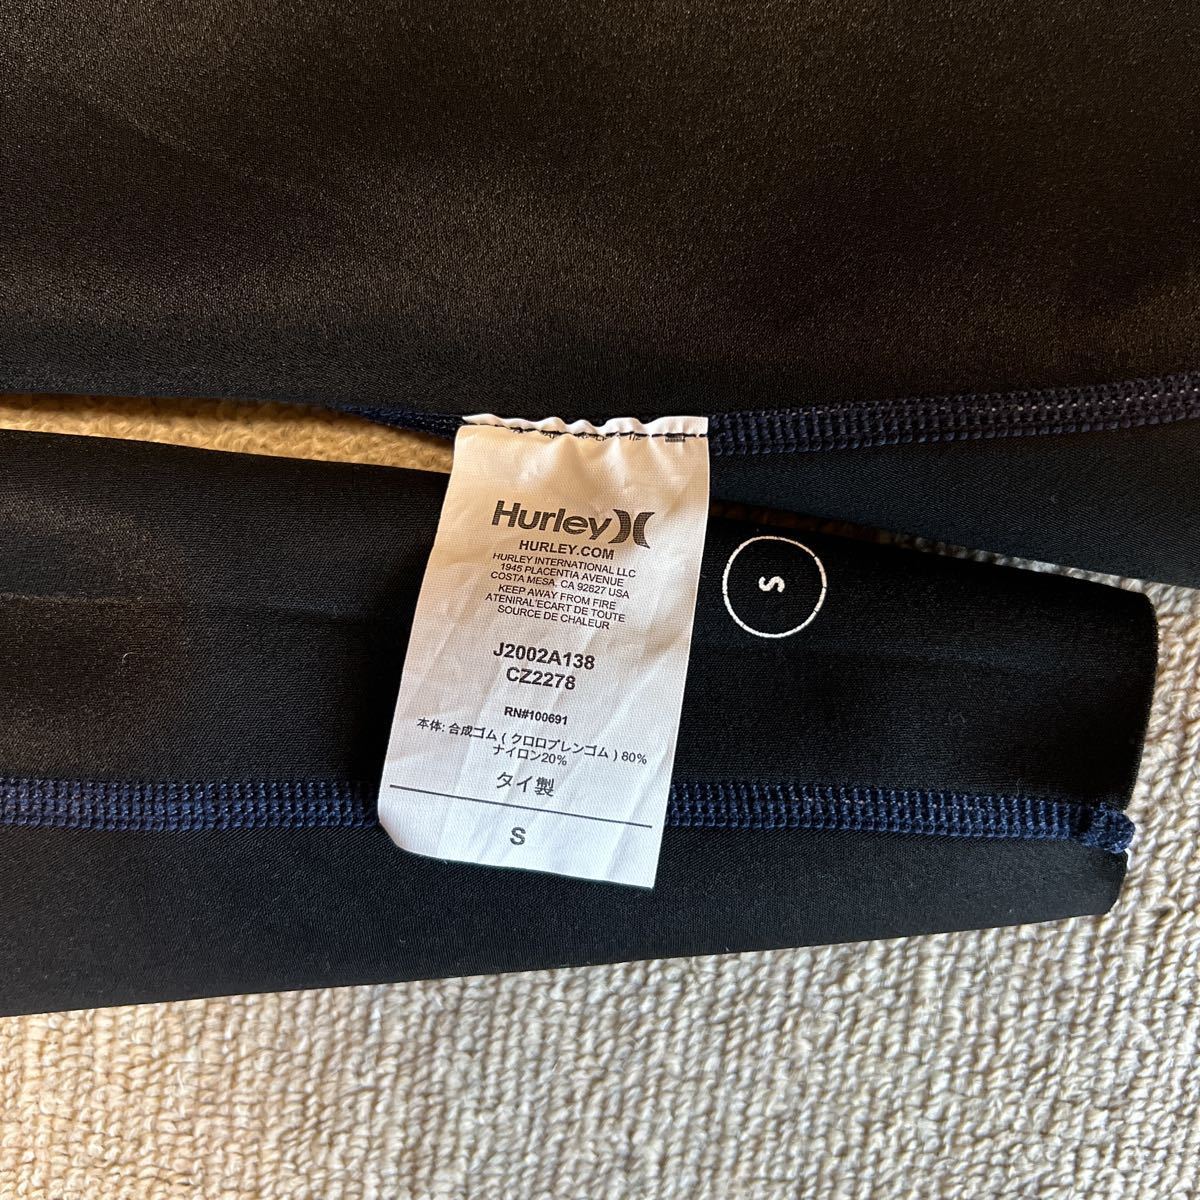 Hurley
HURLEY.COM
HURLEY INTERNATIONAL LLC
1945 PLACENTIA AVENUE
COSTA MESA, CA 92627 USA
KEEP AWAY FROM FIRE
ATENIRAL'ECART DE TOUTE
SOURCE DE CHALEUR
J2002A138
CZ2278
RN#100691
本体: 合成ゴム ( クロロプレンゴム ) 80%
ナイロン20%
タイ製
S
S